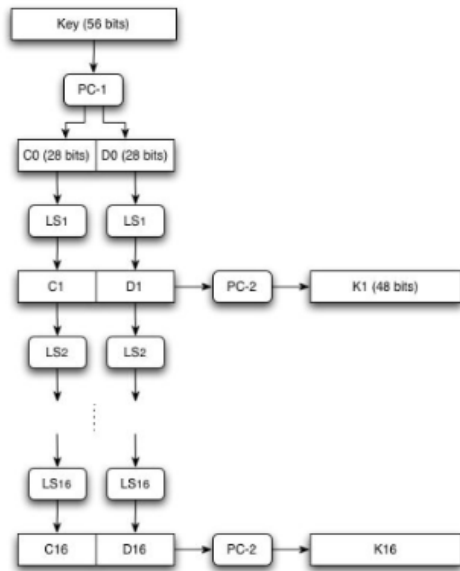 Key (56 bits)
PC-1
C0 (28 bits) D0 (28 bits)
LS1 LS1
C1 D1 PC-2 K1 (48 bits)
LS2 LS2
LS16 LS16
C16 D16 PC-2 K16